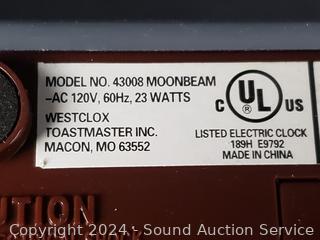 MODEL NO. 43008 MOONBEAM
~AC 120V, 60Hz, 23 WATTS
WESTCLOX
TOASTMASTER INC.
MACON, MO 63552
C UL US
LISTED ELECTRIC CLOCK
189H E9792
MADE IN CHINA
UTION
Copyright 2024 - Sound Auction Service